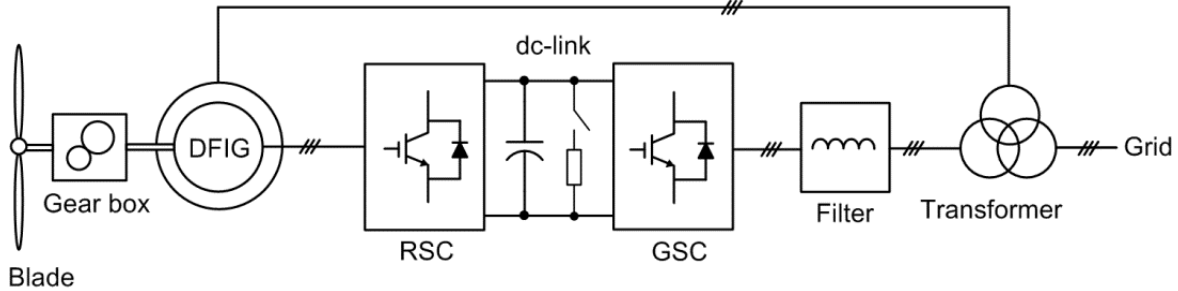 dc-link
DFIG
Grid
Gear box
Filter
Transformer
RSC
GSC
Blade